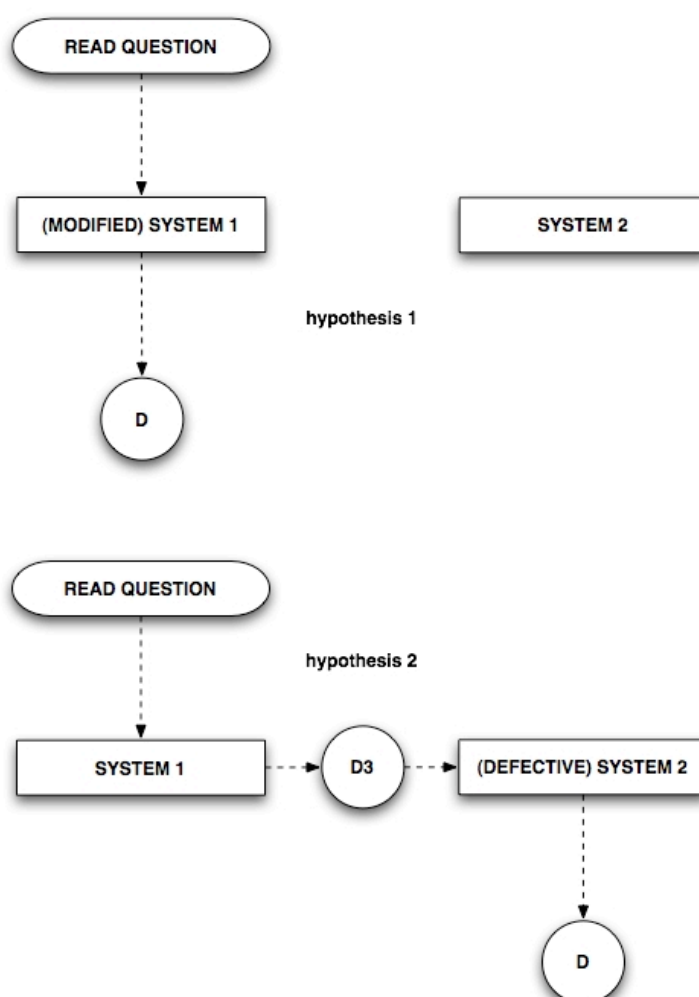 READ QUESTION
(MODIFIED) SYSTEM 1
SYSTEM 2
hypothesis 1
D
READ QUESTION
hypothesis 2
SYSTEM 1
D3
(DEFECTIVE) SYSTEM 2
D